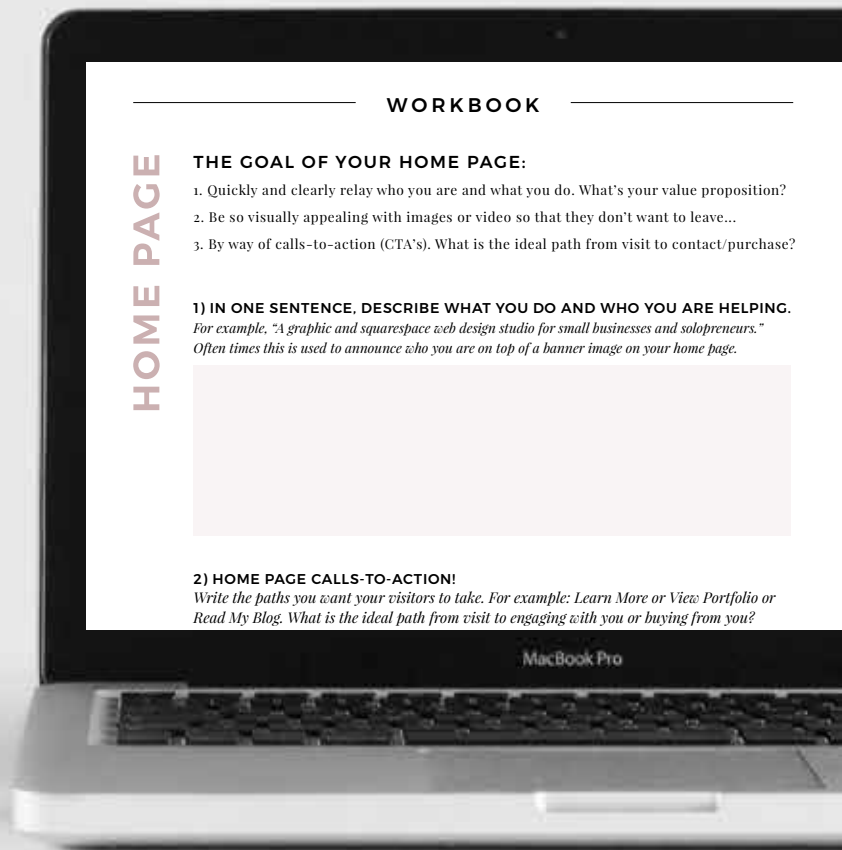 WORKBOOK
HOME PAGE
THE GOAL OF YOUR HOME PAGE:
1. Quickly and clearly relay who you are and what you do. What's your value proposition?
2. Be so visually appealing with images or video so that they don't want to leave...
3. By way of calls-to-action (CTA's). What is the ideal path from visit to contact/purchase?
1) IN ONE SENTENCE, DESCRIBE WHAT YOU DO AND WHO YOU ARE HELPING.
For example, “A graphic and squarespace web design studio for small businesses and solopreneurs.”
Often times this is used to announce who you are on top of a banner image on your home page.
2) HOME PAGE CALLS-TO-ACTION!
Write the paths you want your visitors to take. For example: Learn More or View Portfolio or
Read My Blog. What is the ideal path from visit to engaging with you or buying from you?
MacBook Pro